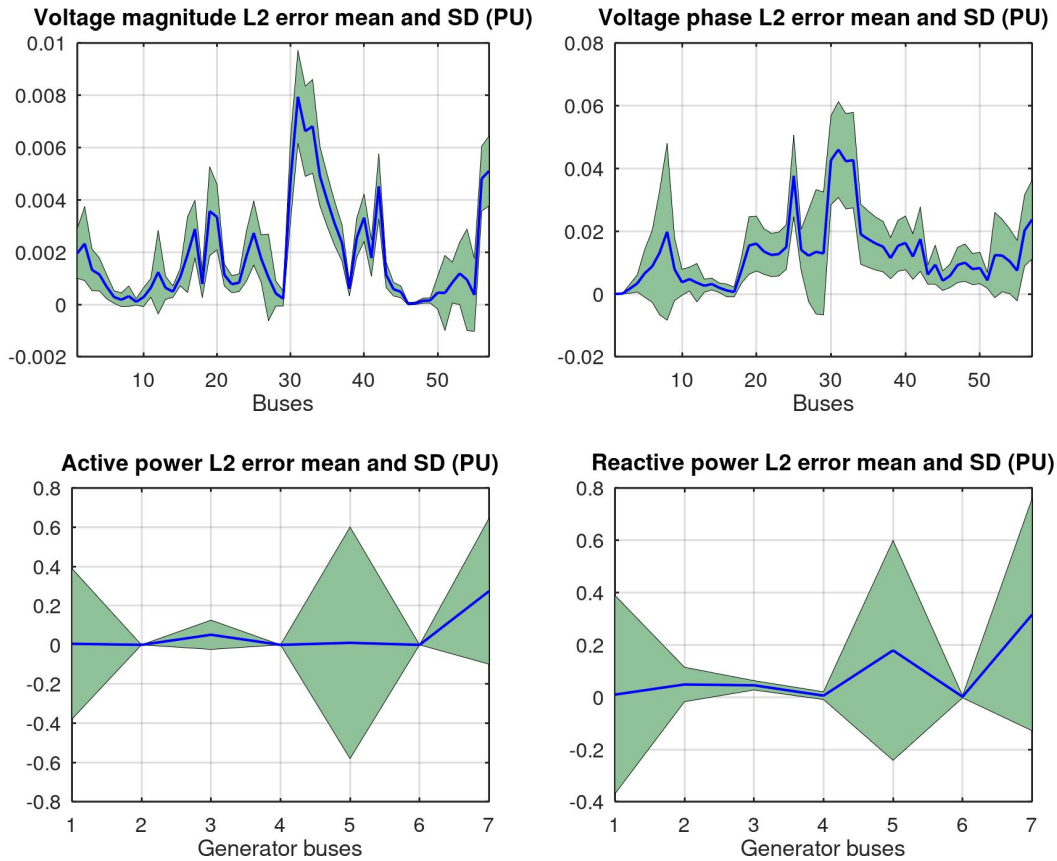 Voltage magnitude L2 error mean and SD (PU)
0.01
0.008
0.006
0.004
0.002
0
-0.002
10 20 30 40 50
Buses
Voltage phase L2 error mean and SD (PU)
0.08
0.06
0.04
0.02
0
-0.02
10 20 30 40 50
Buses
Active power L2 error mean and SD (PU)
0.8
0.6
0.4
0.2
0
-0.2
-0.4
-0.6
-0.8
1 2 3 4 5 6 7
Generator buses
Reactive power L2 error mean and SD (PU)
0.8
0.6
0.4
0.2
0
-0.2
-0.4
1 2 3 4 5 6 7
Generator buses